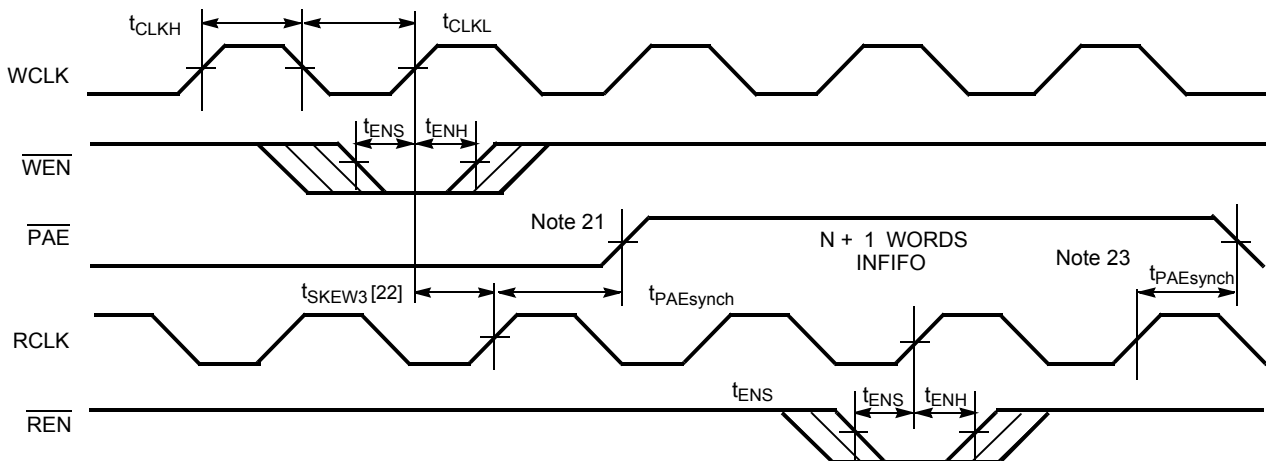 tCLKH
tCLKL
WCLK
tENS
tENH
WEN
Note 21
PAE
N + 1 WORDS
INFIFO
Note 23
tSKEW3 [22]
tPAEsynch
tPAEsynch
RCLK
tENS
tENS
tENH
REN